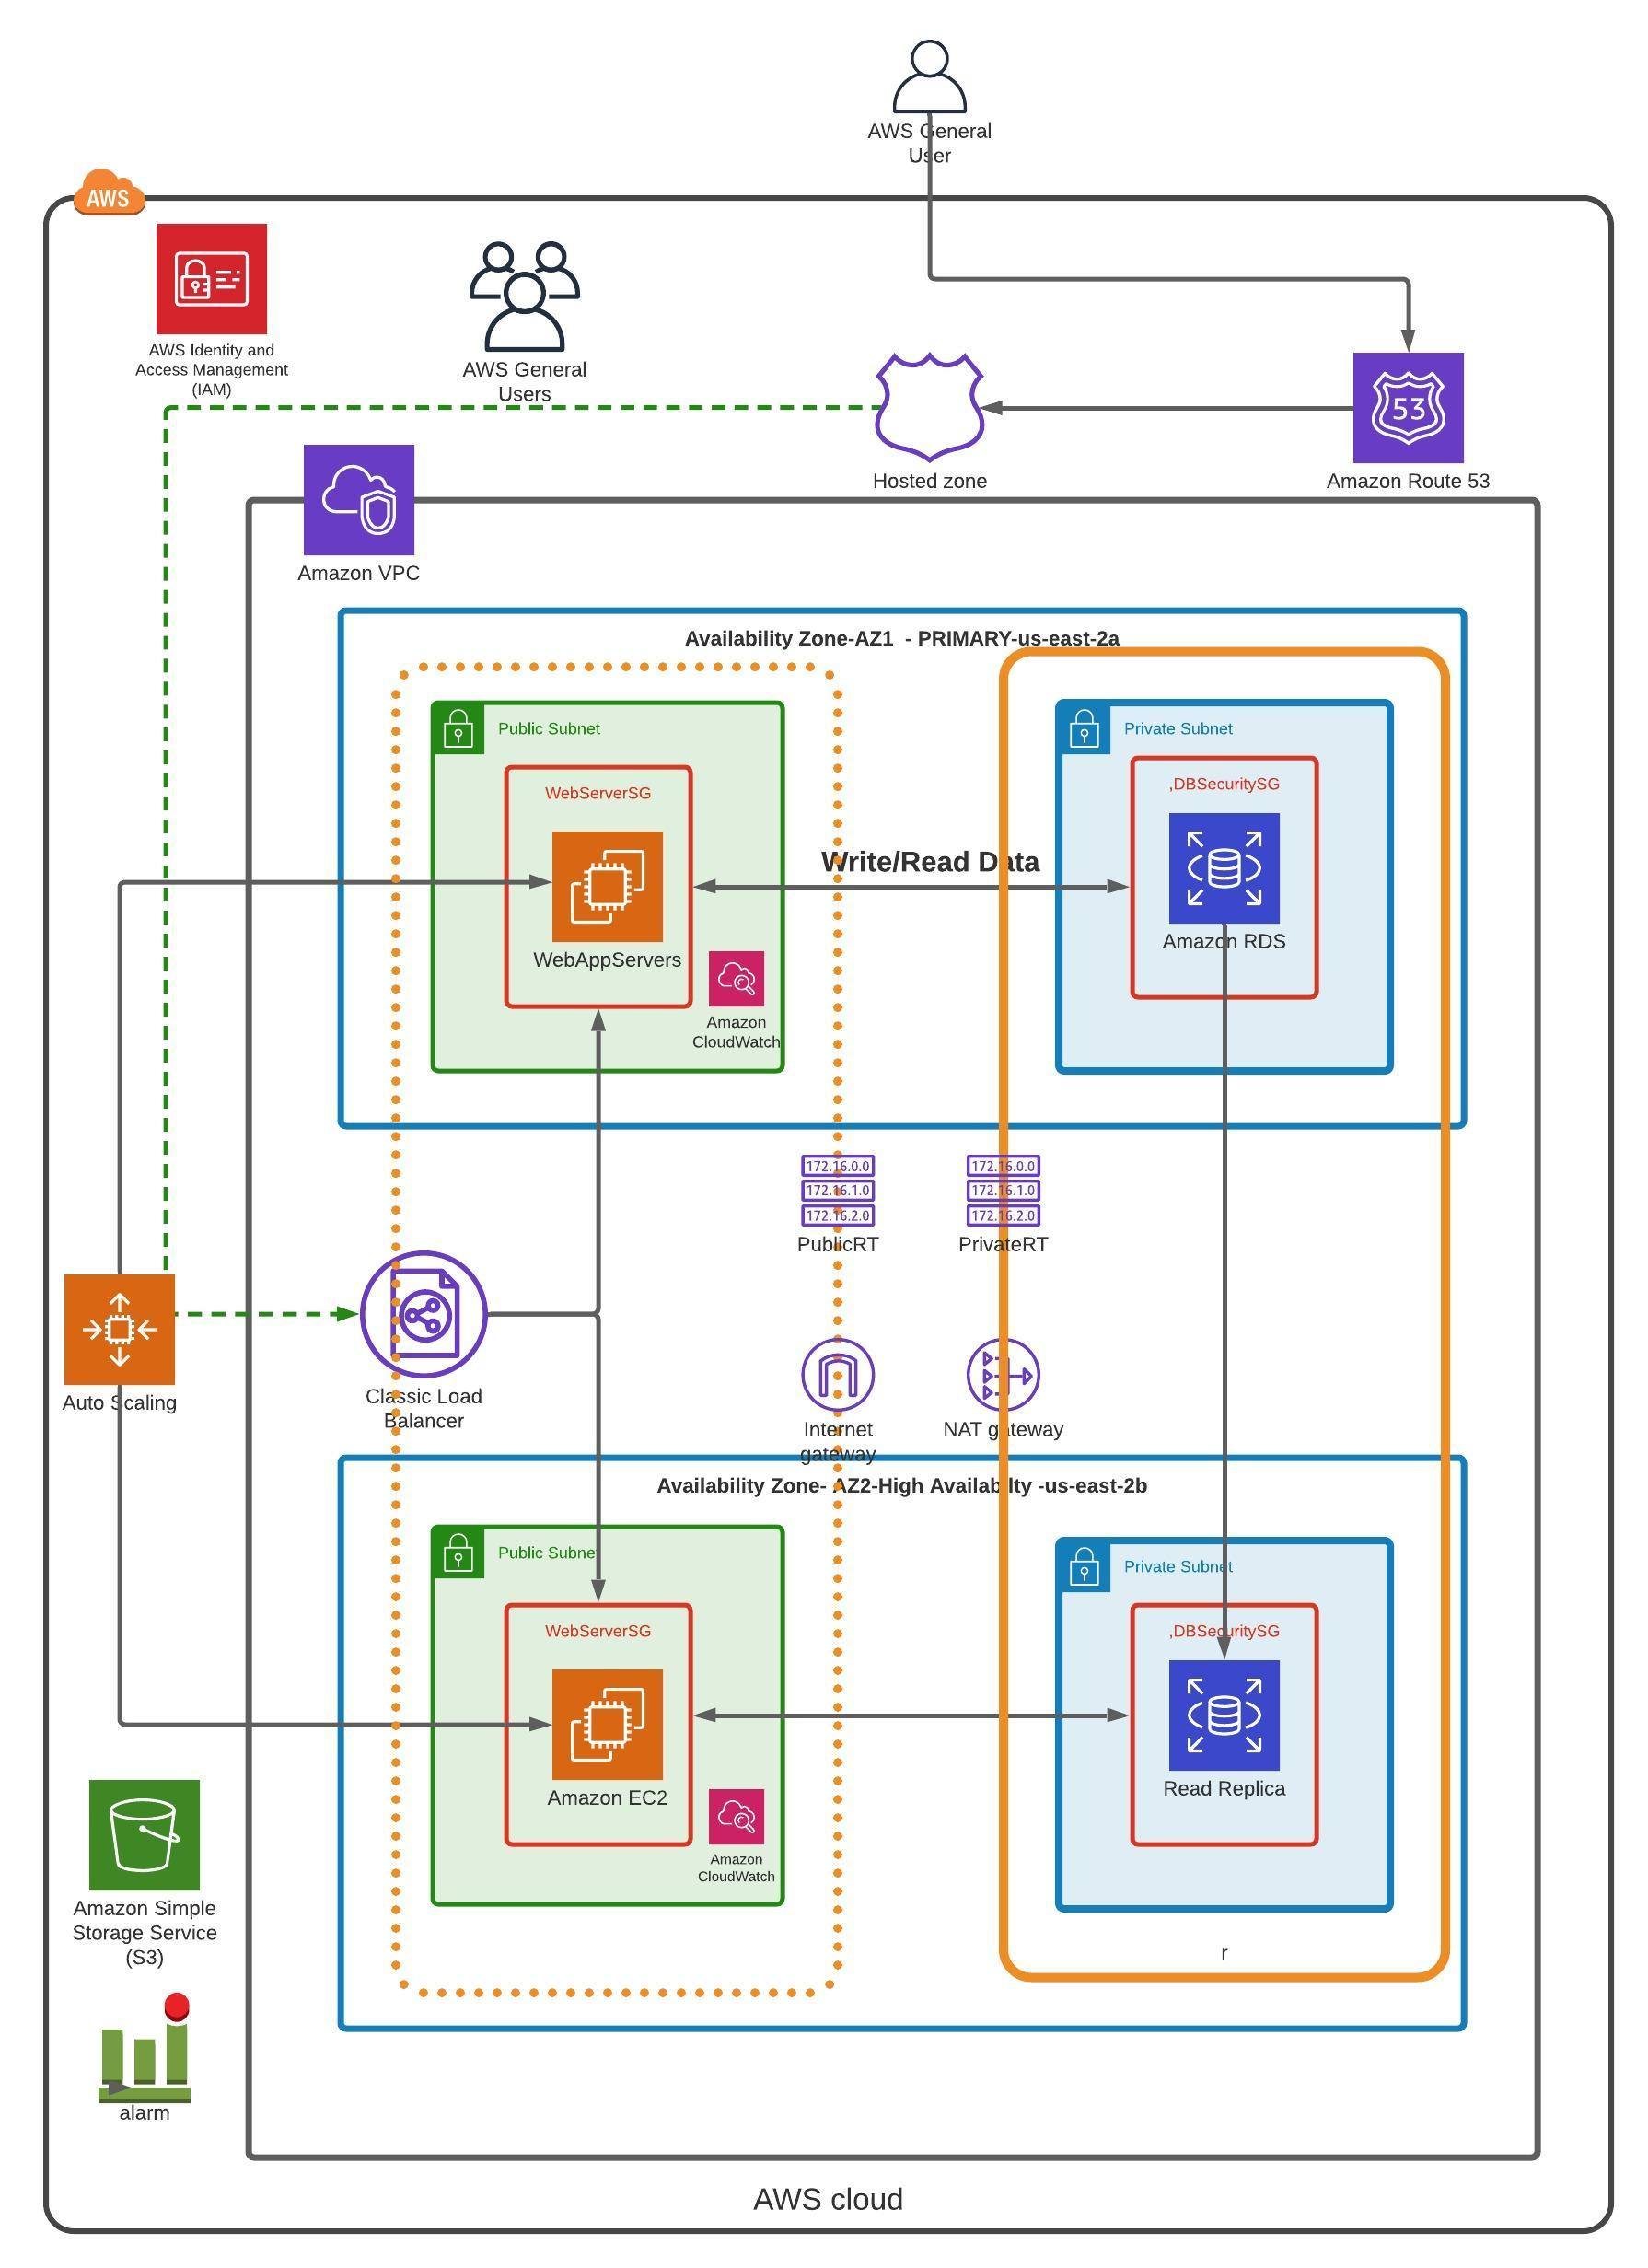 AWS General
User
AWS
AWS Identity and
Access Management
(IAM)
AWS General
Users
Hosted zone
53
Amazon Route 53
Amazon VPC
Availability Zone-AZ1  - PRIMARY-us-east-2a
Public Subnet
Private Subnet
WebServerSG
,DBSecuritySG
Write/Read Data
WebAppServers
Amazon RDS
Amazon
CloudWatch
172.16.0.0
172.16.1.0
172.16.2.0
PublicRT
172.16.0.0
172.16.1.0
172.16.2.0
PrivateRT
Auto Scaling
Classic Load
Balancer
Internet
gateway
NAT gateway
Availability Zone- AZ2-High Availabilty -us-east-2b
Public Subnet
Private Subnet
WebServerSG
,DBSecuritySG
Amazon EC2
Read Replica
Amazon
CloudWatch
Amazon Simple
Storage Service
(S3)
r
alarm
AWS cloud